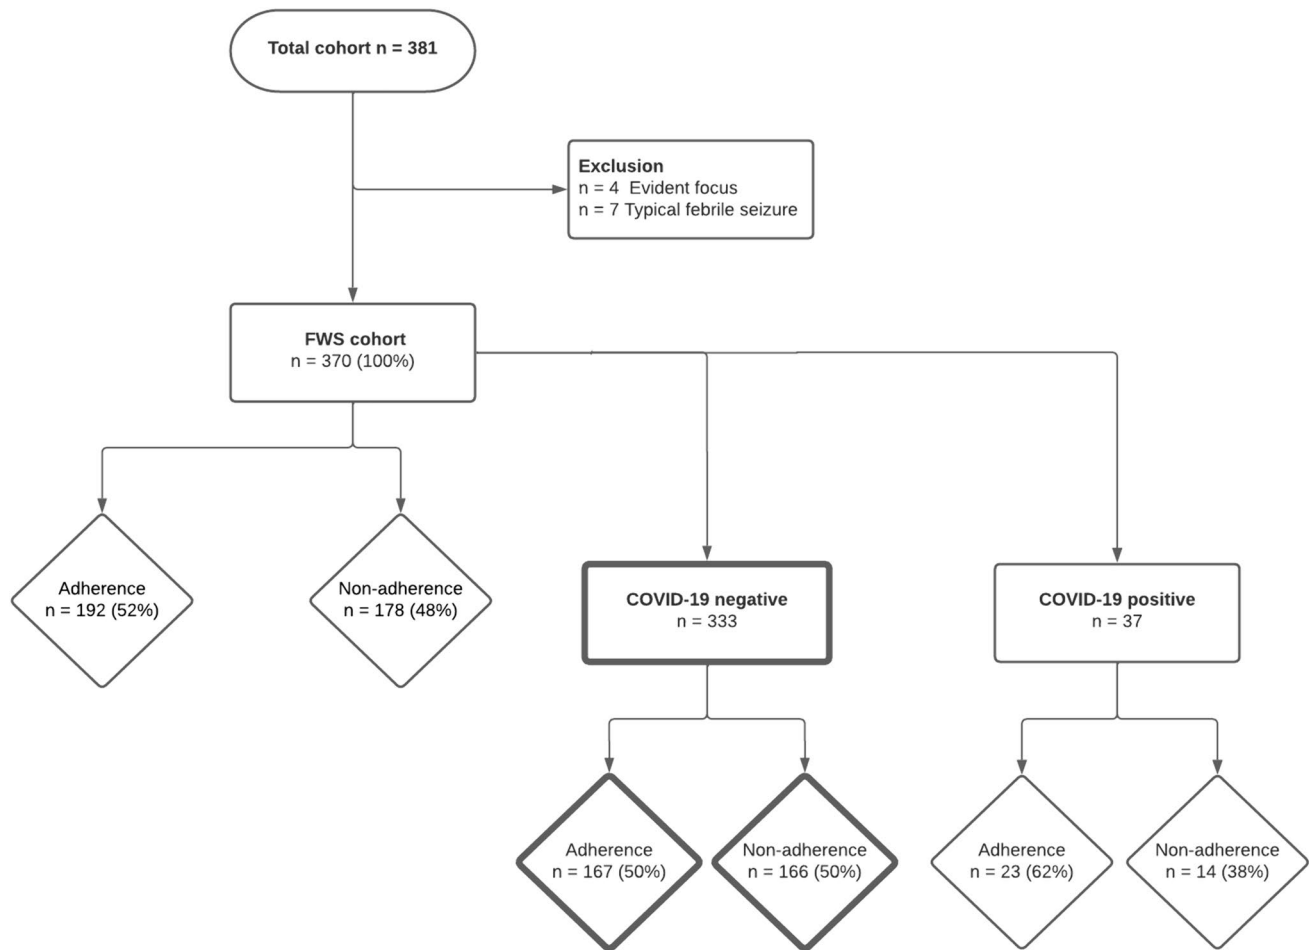 Total cohort n = 381
Exclusion
n = 4 Evident focus
n = 7 Typical febrile seizure
FWS cohort
n = 370 (100%)
Adherence
n = 192 (52%)
Non-adherence
n = 178 (48%)
COVID-19 negative
n = 333
COVID-19 positive
n = 37
Adherence
n = 167 (50%)
Non-adherence
n = 166 (50%)
Adherence
n = 23 (62%)
Non-adherence
n = 14 (38%)